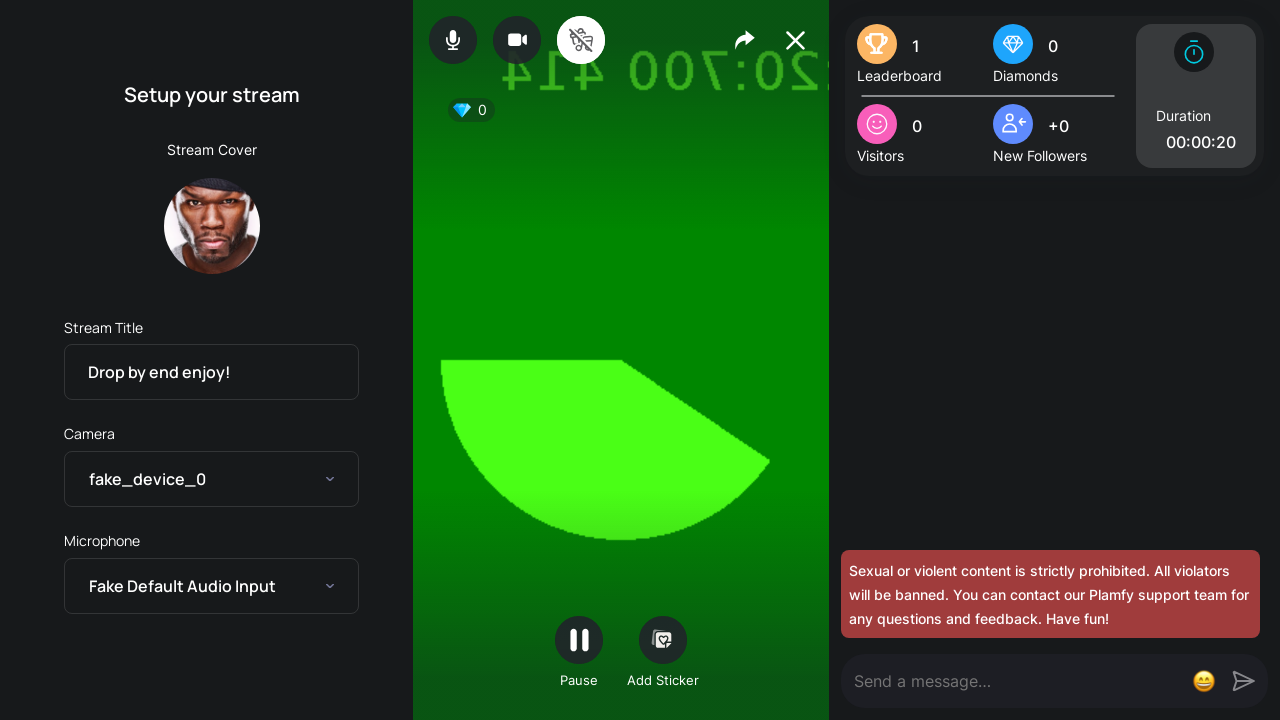 Setup your stream
Stream Cover
Stream Title
Drop by end enjoy!
Camera
fake_device_0
Microphone
Fake Default Audio Input
0
Pause
Add Sticker
1
Leaderboard
0
Diamonds
0
Visitors
+0
New Followers
Duration
00:00:20
Sexual or violent content is strictly prohibited. All violators
will be banned. You can contact our Plamfy support team for
any questions and feedback. Have fun!
Send a message...